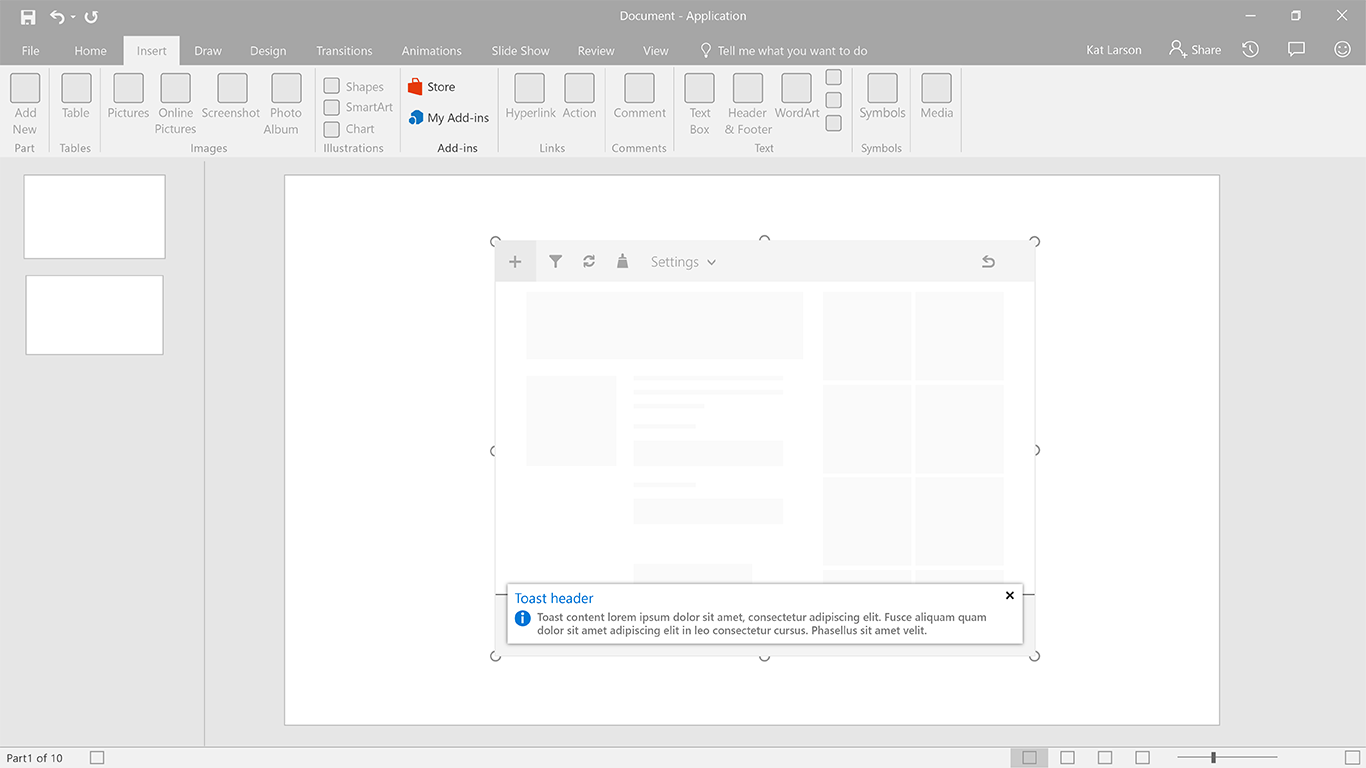 Document - Application
File Home Insert Draw Design Transitions Animations Slide Show Review View Tell me what you want to do Kat Larson Share
Add New
Table
Pictures
Online Pictures
Screenshot
Photo Album
Shapes
SmartArt
Chart
Store
My Add-ins
Hyperlink
Action
Comment
Text Box
Header & Footer
WordArt
Symbols
Media
Part Tables Images Illustrations Add-ins Links Comments Text Symbols
Settings
Toast header
Toast content lorem ipsum dolor sit amet, consectetur adipiscing elit. Fusce aliquam quam
dolor sit amet adipiscing elit in leo consectetur cursus. Phasellus sit amet velit.
Part1 of 10